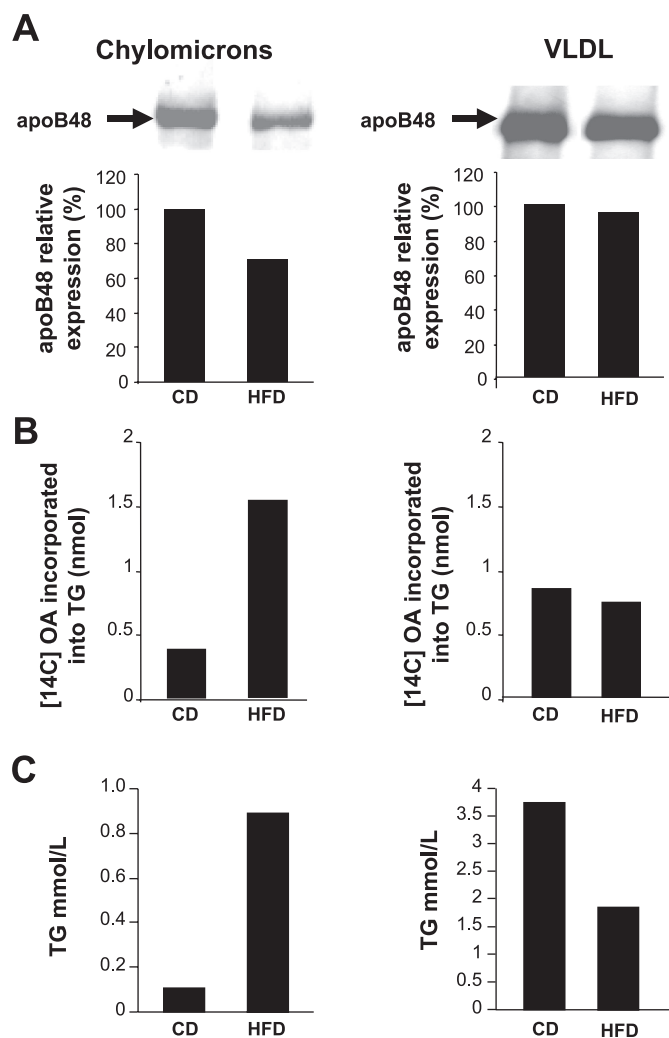 A
Chylomicrons
VLDL
apoB48
apoB48
apoB48 relative
expression (%)
120
100
80
60
40
20
0
CD
HFD
apoB48 relative
expression (%)
120
100
80
60
40
20
0
CD
HFD
B
[14C] OA incorporated
into TG (nmol)
2
1.5
1
0.5
0
CD
HFD
[14C] OA incorporated
into TG (nmol)
2
1.5
1
0.5
0
CD
HFD
C
TG mmol/L
1.0
0.8
0.6
0.4
0.2
0
CD
HFD
TG mmol/L
4
3.5
3
2.5
2
1.5
1
0.5
0
CD
HFD